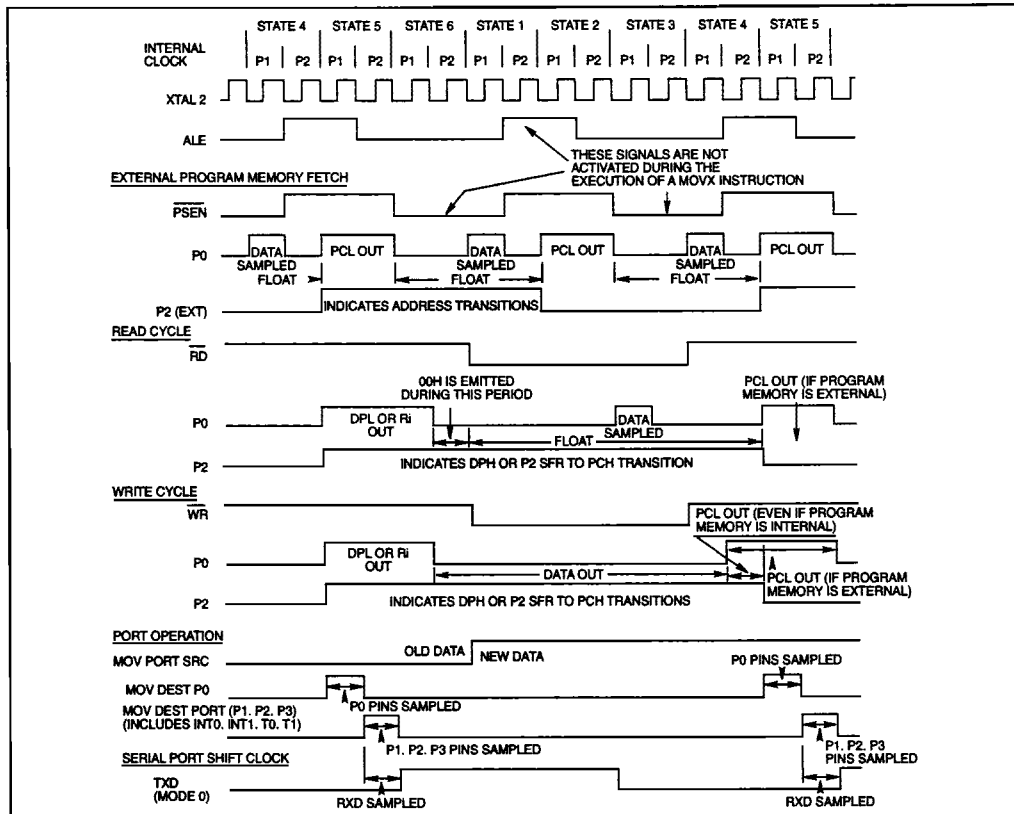 STATE 4 STATE 5 STATE 6 STATE 1 STATE 2 STATE 3 STATE 4 STATE 5
INTERNAL
CLOCK
P1 P2 P1 P2 P1 P2 P1 P2 P1 P2 P1 P2 P1 P2 P1 P2
XTAL 2
ALE
THESE SIGNALS ARE NOT
ACTIVATED DURING THE
EXECUTION OF A MOVX INSTRUCTION
EXTERNAL PROGRAM MEMORY FETCH
PSEN
P0
DATA PCL OUT DATA PCL OUT DATA PCL OUT
SAMPLED SAMPLED SAMPLED
FLOAT FLOAT FLOAT FLOAT
P2 (EXT)
INDICATES ADDRESS TRANSITIONS
READ CYCLE
RD
00H IS EMITTED
DURING THIS PERIOD
PCL OUT (IF PROGRAM
MEMORY IS EXTERNAL)
P0
DPL OR Ri
OUT
DATA
SAMPLED
FLOAT
P2
INDICATES DPH OR P2 SFR TO PCH TRANSITION
WRITE CYCLE
WR
PCL OUT (EVEN IF PROGRAM
MEMORY IS INTERNAL)
P0
DPL OR Ri
OUT
DATA OUT
PCL OUT (IF PROGRAM
MEMORY IS EXTERNAL)
P2
INDICATES DPH OR P2 SFR TO PCH TRANSITIONS
PORT OPERATION
OLD DATA NEW DATA
MOV PORT SRC
P0 PINS SAMPLED
MOV DEST P0
P0 PINS SAMPLED
MOV DEST PORT (P1. P2. P3)
(INCLUDES INT0. INT1. T0. T1)
P1. P2. P3 PINS SAMPLED
P1. P2. P3
PINS SAMPLED
SERIAL PORT SHIFT CLOCK
TXD
(MODE 0)
RXD SAMPLED
RXD SAMPLED